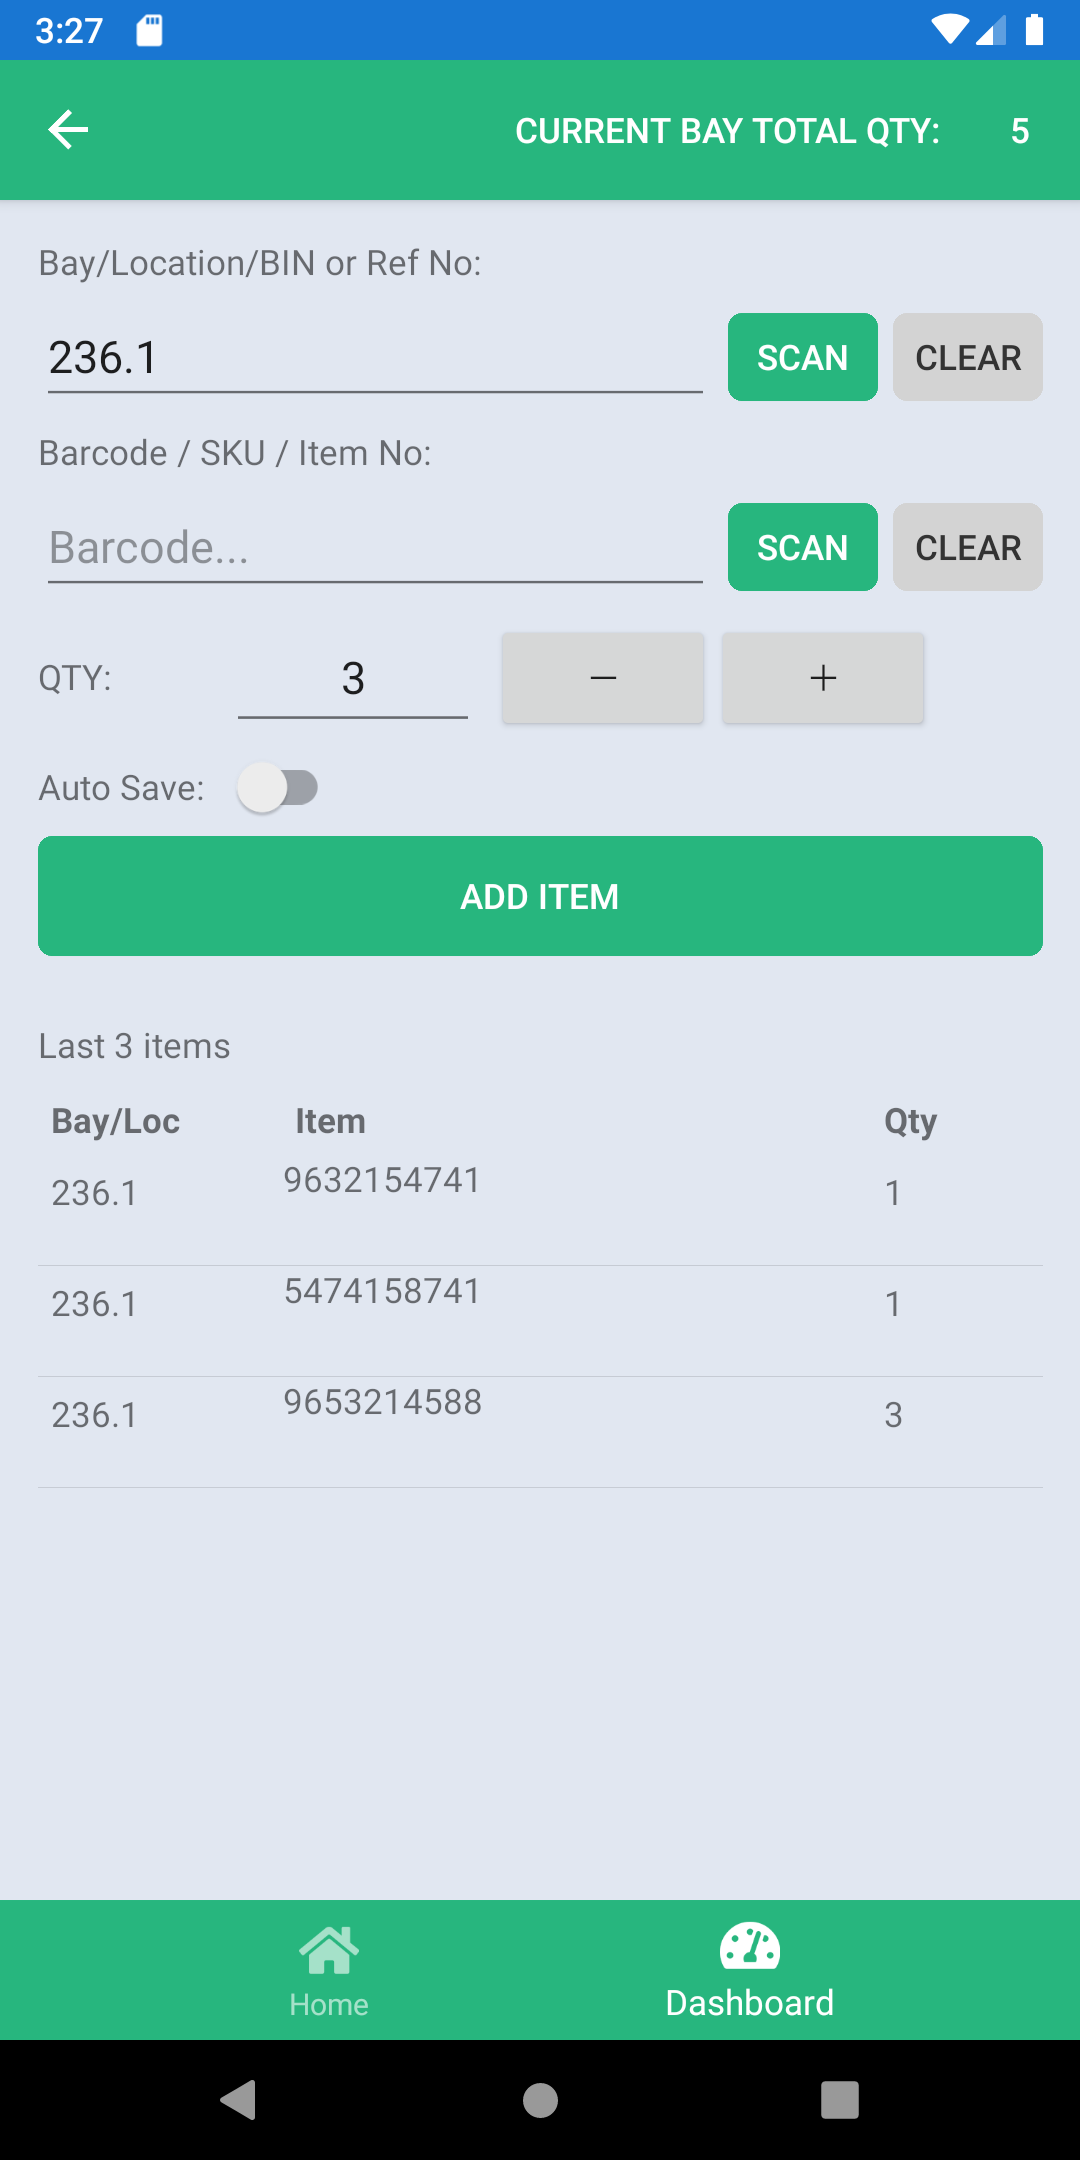 3:27
CURRENT BAY TOTAL QTY: 5
Bay/Location/BIN or Ref No:
236.1 SCAN CLEAR
Barcode / SKU / Item No:
Barcode... SCAN CLEAR
QTY: 3 — +
Auto Save:
ADD ITEM
Last 3 items
Bay/Loc Item Qty
236.1 9632154741 1
236.1 5474158741 1
236.1 9653214588 3
Home Dashboard